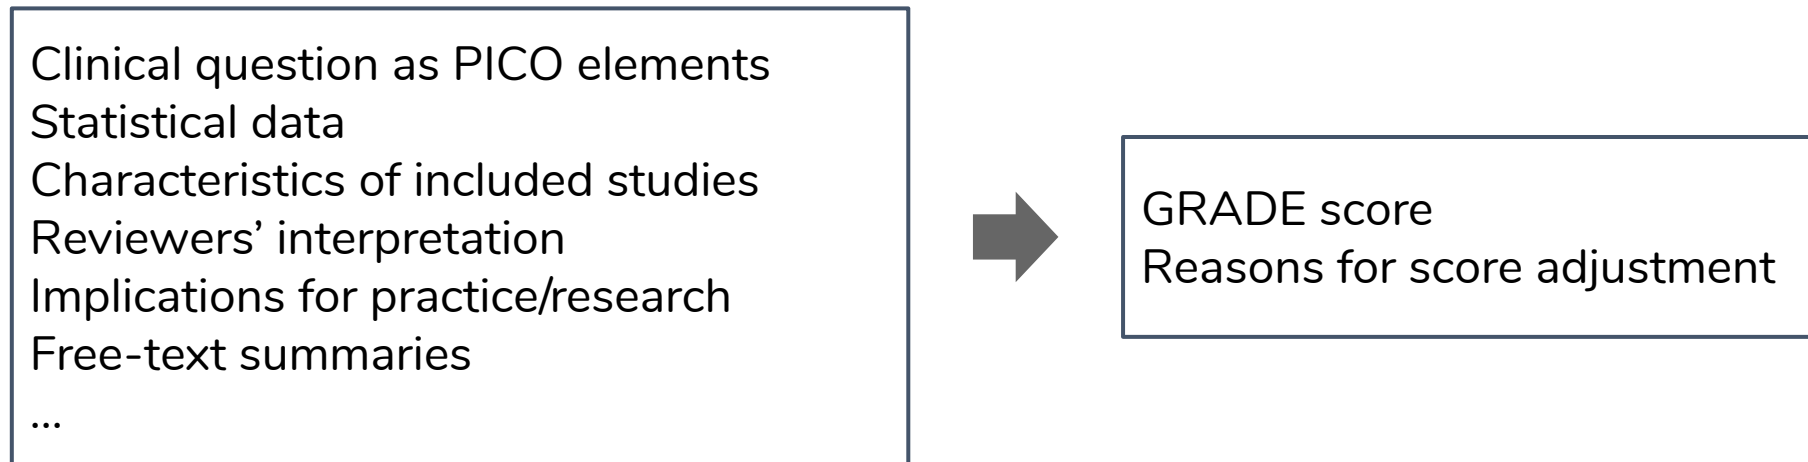 Clinical question as PICO elements
Statistical data
Characteristics of included studies
Reviewers’ interpretation
Implications for practice/research
Free-text summaries
...
GRADE score
Reasons for score adjustment